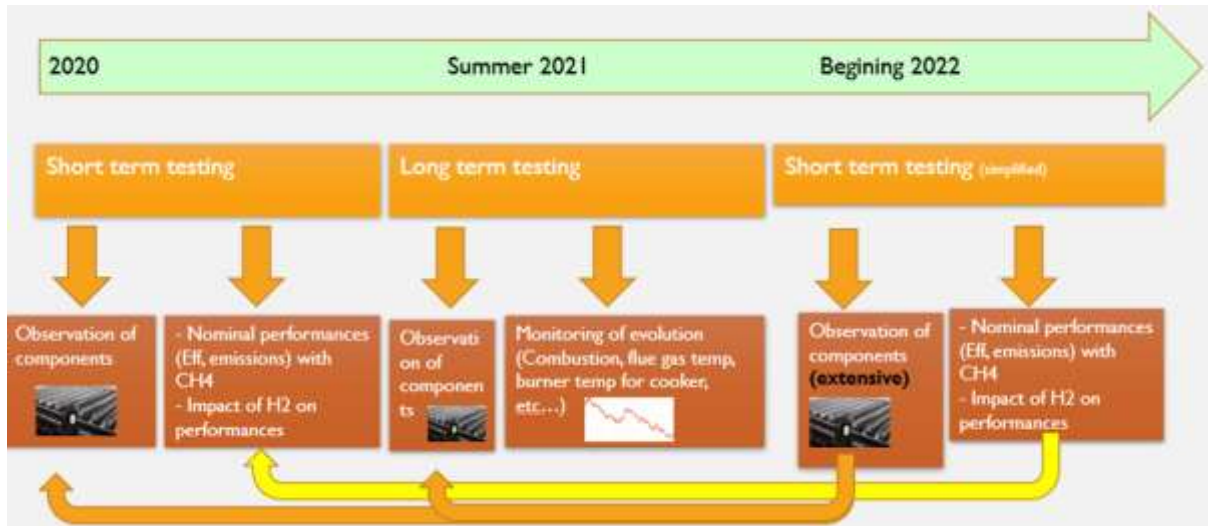 2020
Summer 2021
Begining 2022
Short term testing
Long term testing
Short term testing (simplified)
Observation of
components
- Nominal performances
(Eff, emissions) with
CH4
- Impact of H2 on
performances
Observati
on of
componen
ts
Monitoring of evolution
(Combustion, flue gas temp,
burner temp for cooker,
etc…)
Observation of
components
(extensive)
- Nominal performances
(Eff, emissions) with
CH4
- Impact of H2 on
performances